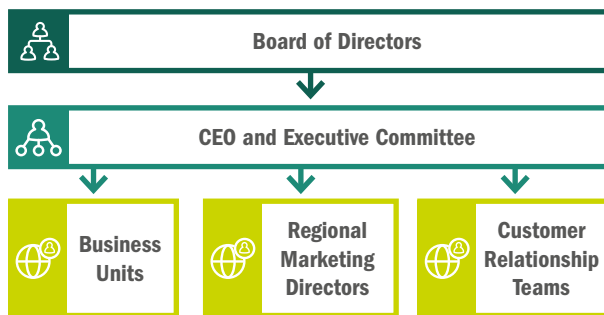 Board of Directors
CEO and Executive Committee
Business
Units
Regional
Marketing
Directors
Customer
Relationship
Teams